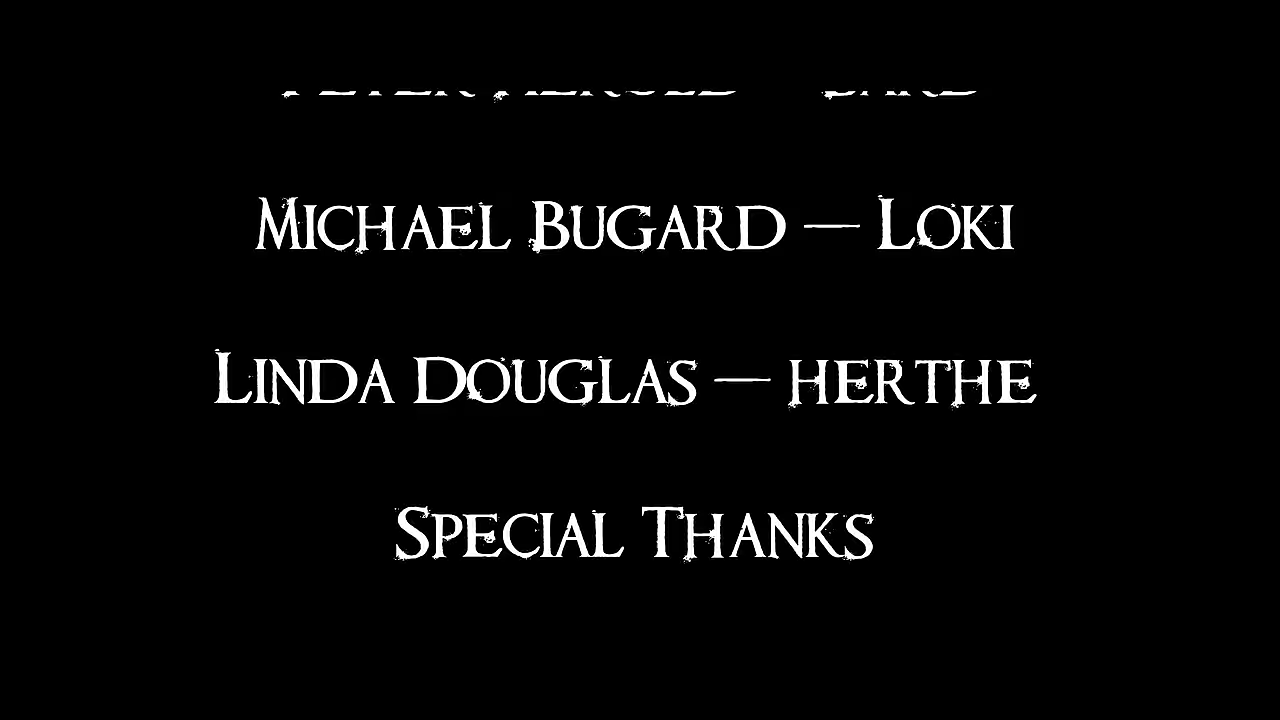 Michael Bugard — Loki
Linda Douglas — herthe
Special Thanks